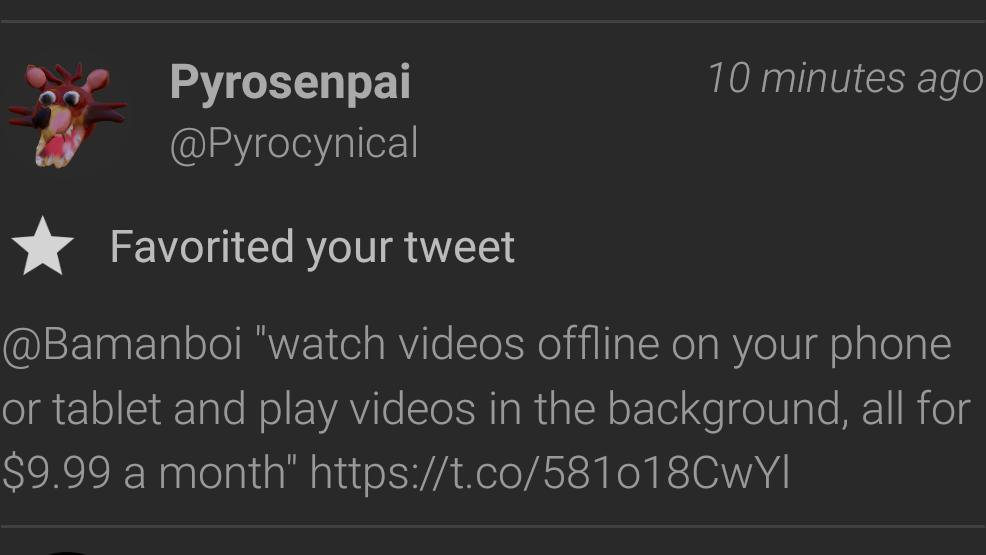 Pyrosenpai
10 minutes ago
@Pyrocynical
Favorited your tweet
@Bamanboi "watch videos offline on your phone
or tablet and play videos in the background, all for
$9.99 a month" https://t.co/581o18CwYl